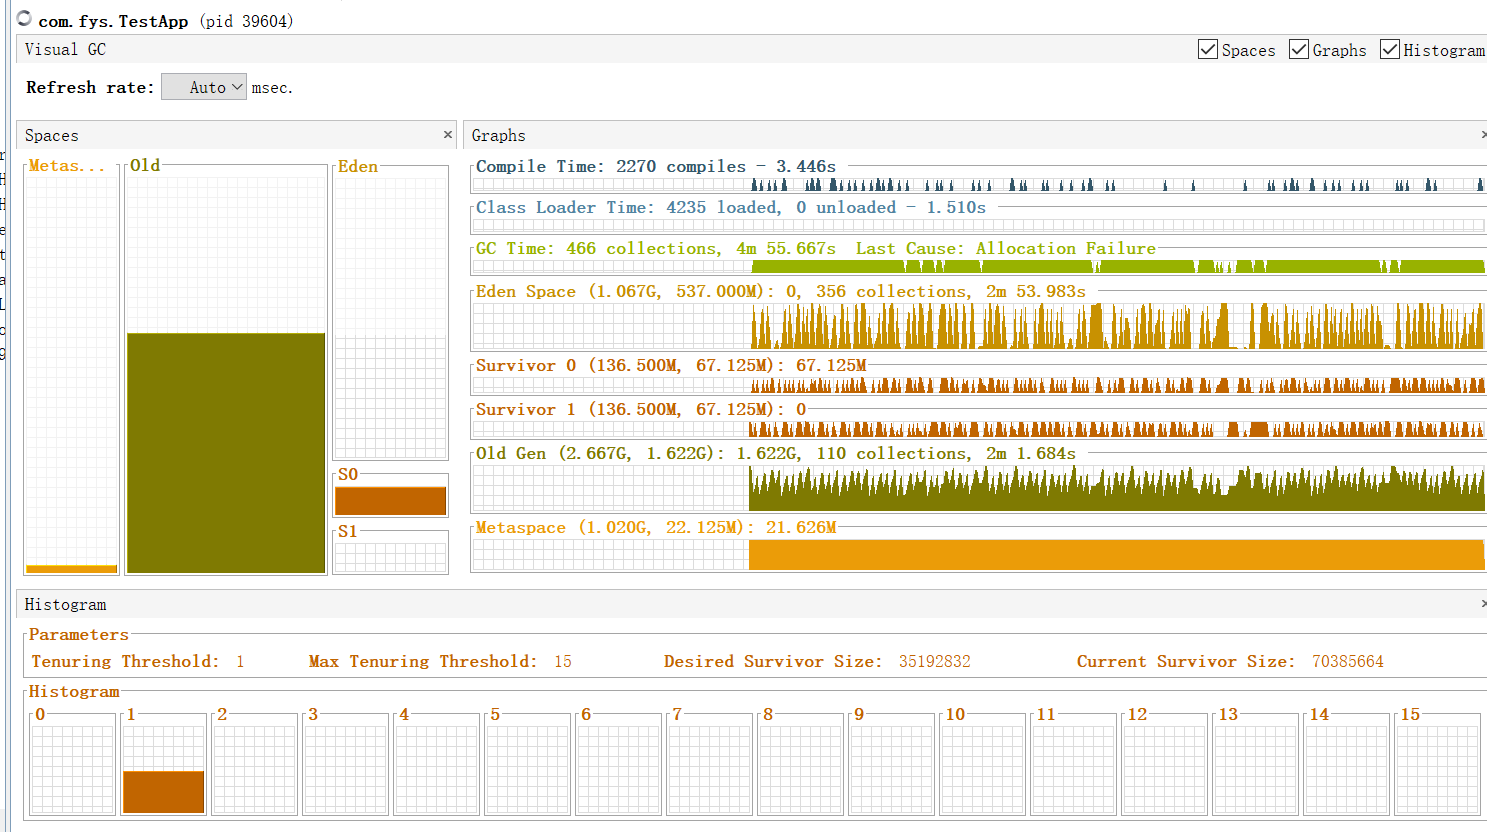 com.fys.TestApp (pid 39604)
Visual GC
Spaces Graphs Histogram
Refresh rate: Auto msec.
Spaces
Graphs
Metas...
Old
Eden
S0
S1
Compile Time: 2270 compiles - 3.446s
Class Loader Time: 4235 loaded, 0 unloaded - 1.510s
GC Time: 466 collections, 4m 55.667s Last Cause: Allocation Failure
Eden Space (1.067G, 537.000M): 0, 356 collections, 2m 53.983s
Survivor 0 (136.500M, 67.125M): 67.125M
Survivor 1 (136.500M, 67.125M): 0
Old Gen (2.667G, 1.622G): 1.622G, 110 collections, 2m 1.684s
Metaspace (1.020G, 22.125M): 21.626M
Histogram
Parameters
Tenuring Threshold: 1 Max Tenuring Threshold: 15 Desired Survivor Size: 35192832 Current Survivor Size: 70385664
Histogram
0 1 2 3 4 5 6 7 8 9 10 11 12 13 14 15